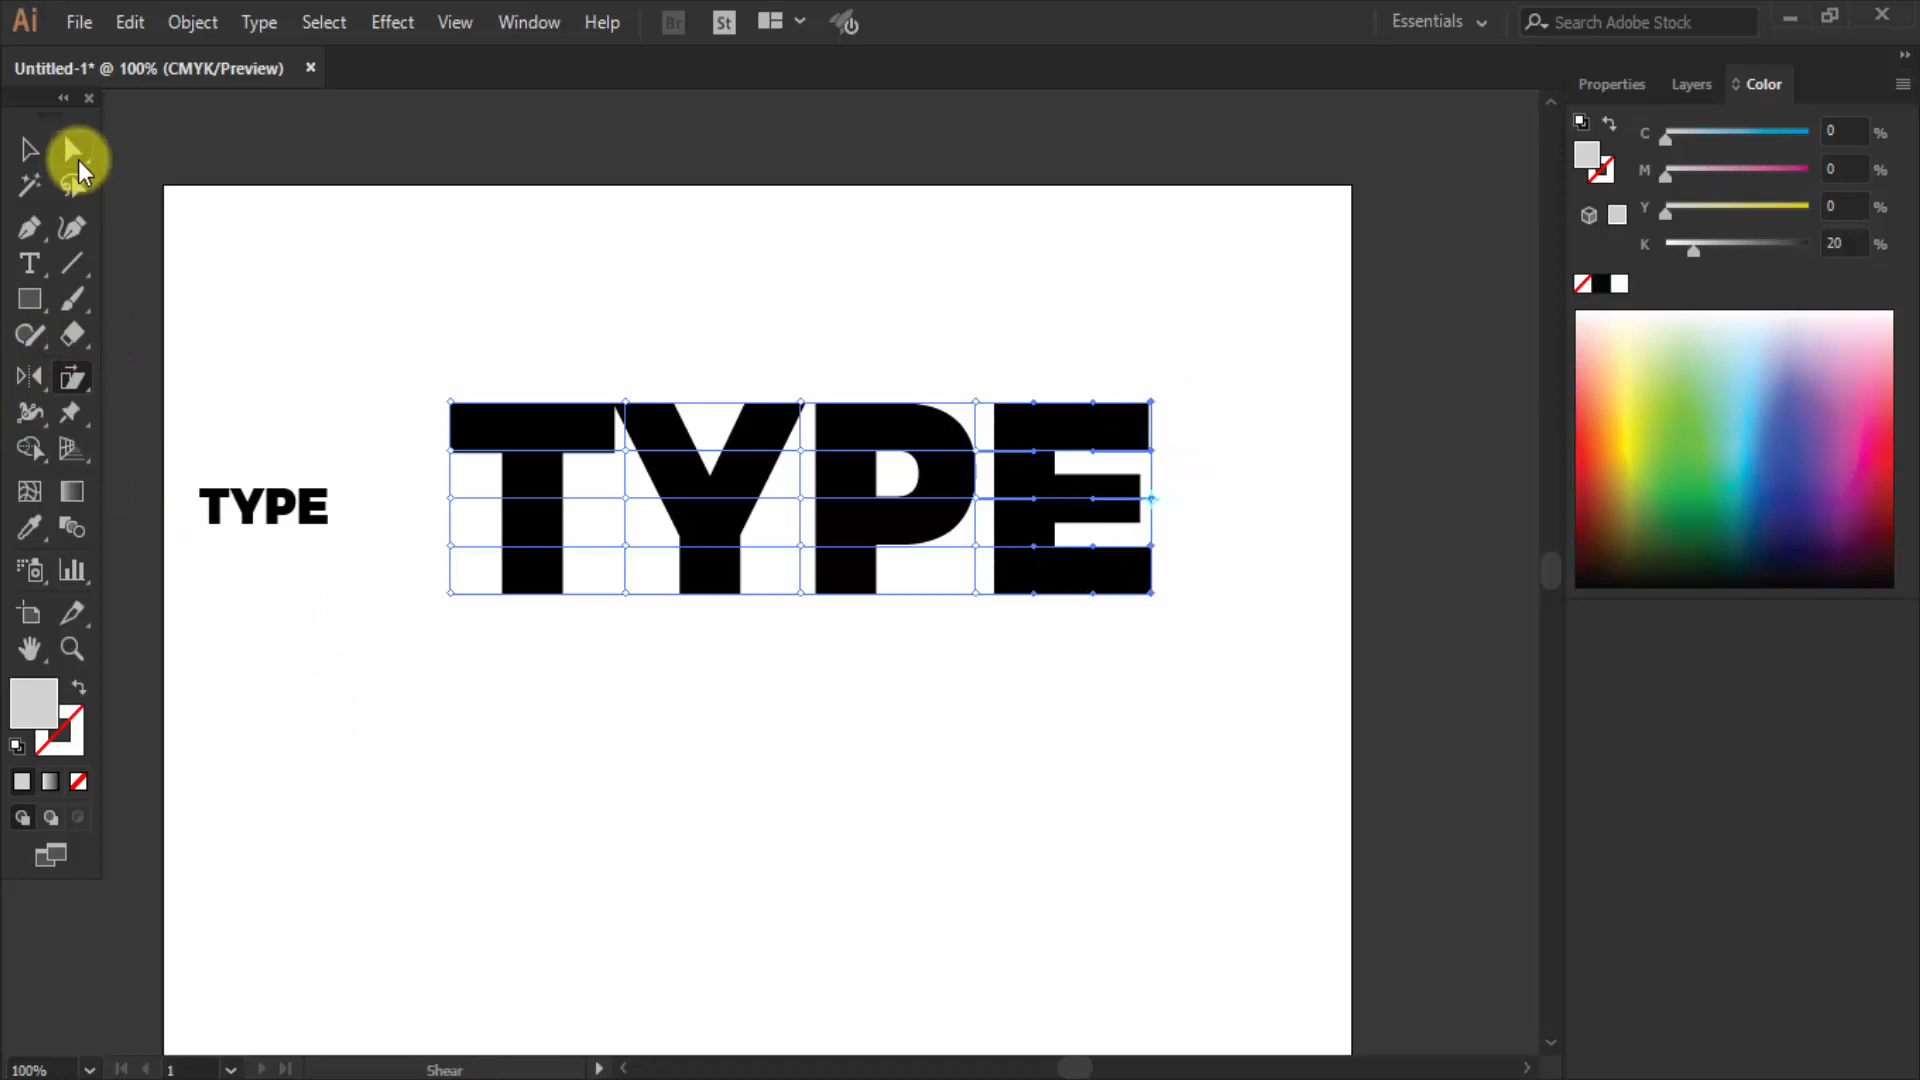 Ai File Edit Object Type Select Effect View Window Help Br St Essentials Search Adobe Stock
Untitled-1* @ 100% (CMYK/Preview)
Properties Layers Color
C 0 %
M 0 %
Y 0 %
K 20 %
T
TYPE
TYPE
100% 1 Shear